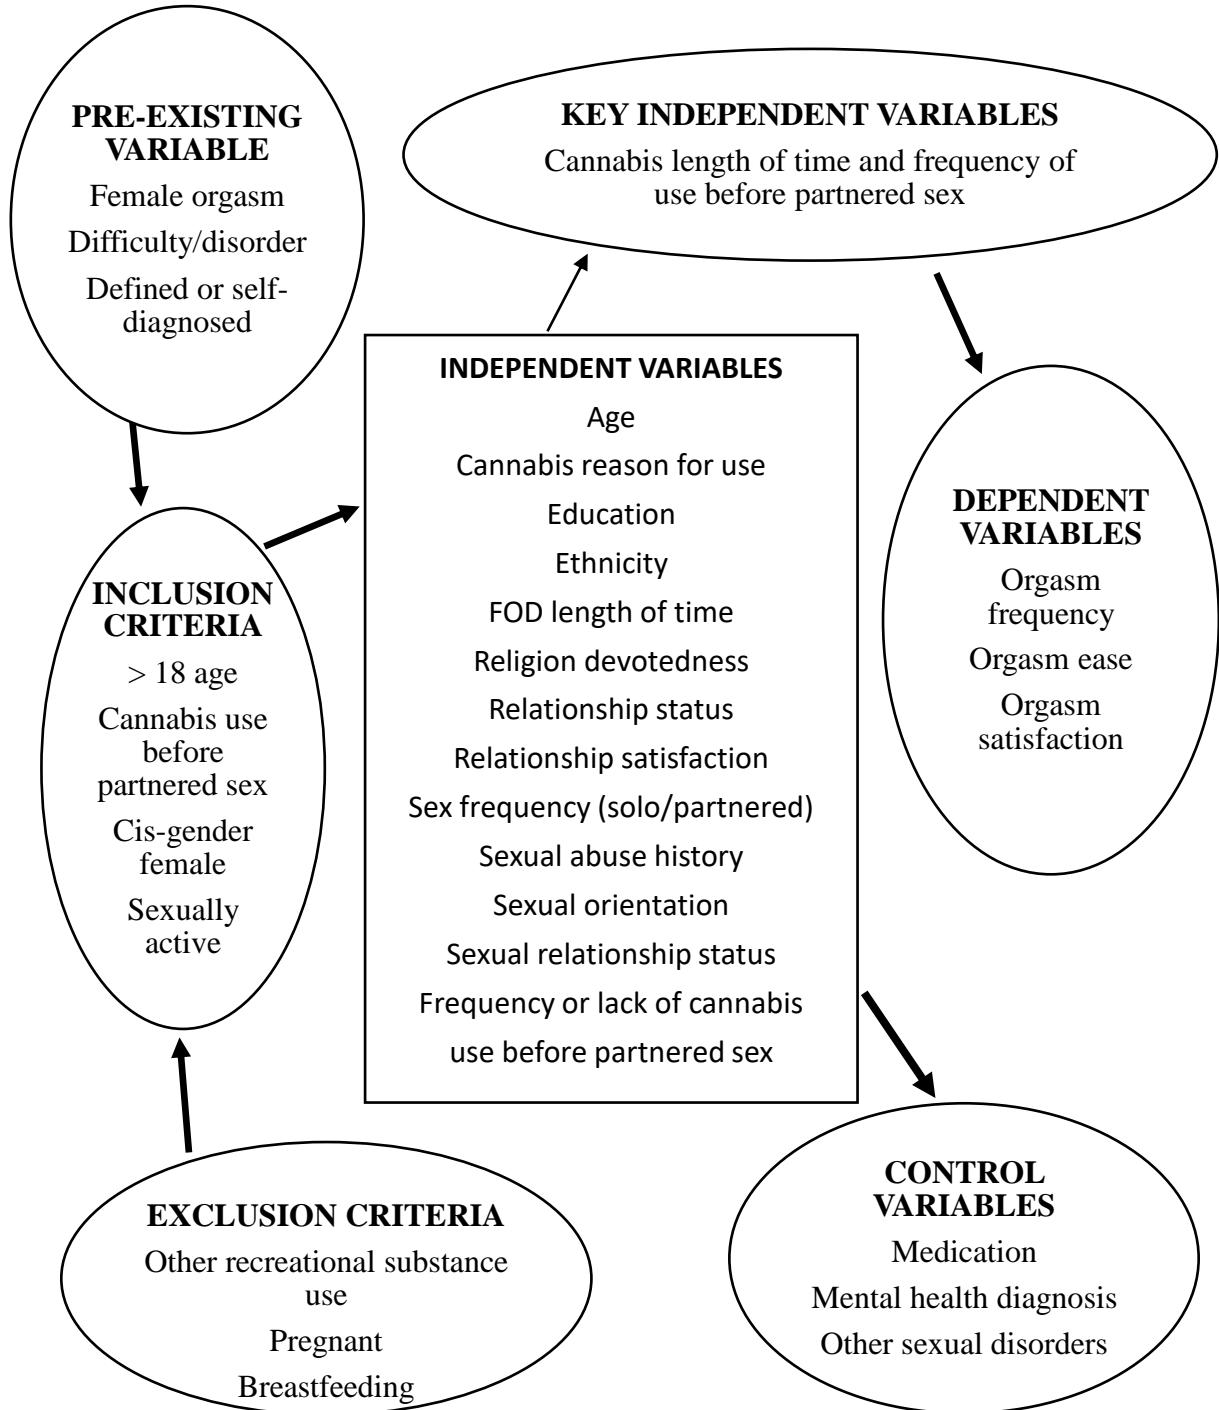 PRE-EXISTING
VARIABLE
Female orgasm
Difficulty/disorder
Defined or self-
diagnosed
KEY INDEPENDENT VARIABLES
Cannabis length of time and frequency of
use before partnered sex
INDEPENDENT VARIABLES
Age
Cannabis reason for use
Education
Ethnicity
FOD length of time
Religion devotedness
Relationship status
Relationship satisfaction
Sex frequency (solo/partnered)
Sexual abuse history
Sexual orientation
Sexual relationship status
Frequency or lack of cannabis
use before partnered sex
DEPENDENT
VARIABLES
Orgasm
frequency
Orgasm ease
Orgasm
satisfaction
INCLUSION
CRITERIA
> 18 age
Cannabis use
before
partnered sex
Cis-gender
female
Sexually
active
EXCLUSION CRITERIA
Other recreational substance
use
Pregnant
Breastfeeding
CONTROL
VARIABLES
Medication
Mental health diagnosis
Other sexual disorders